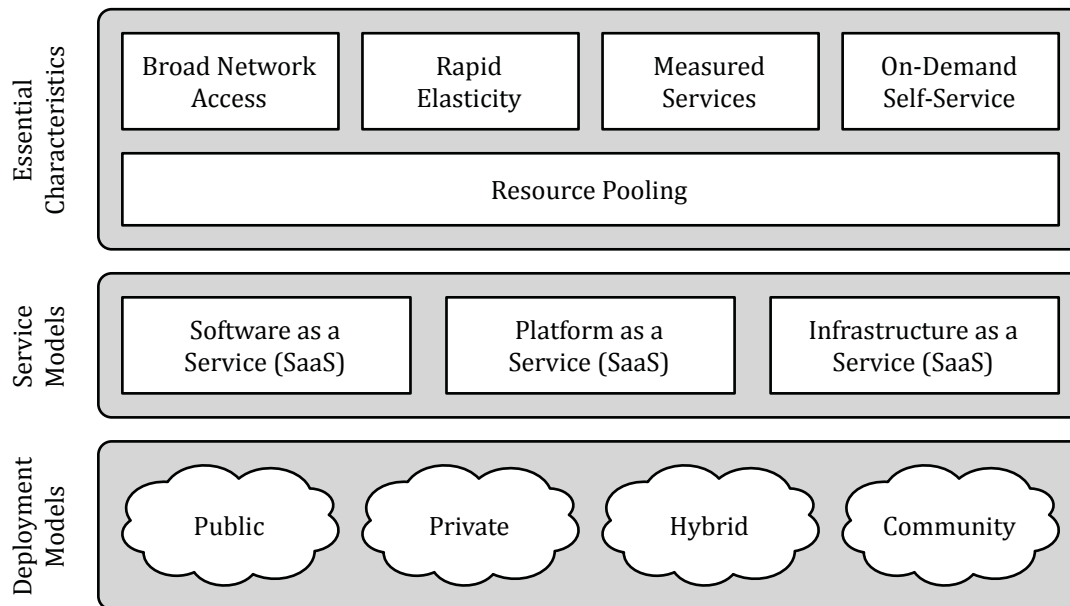 Essential
Characteristics
Broad Network
Access
Rapid
Elasticity
Measured
Services
On-Demand
Self-Service
Resource Pooling
Service
Models
Software as a
Service (SaaS)
Platform as a
Service (SaaS)
Infrastructure as a
Service (SaaS)
Deployment
Models
Public
Private
Hybrid
Community